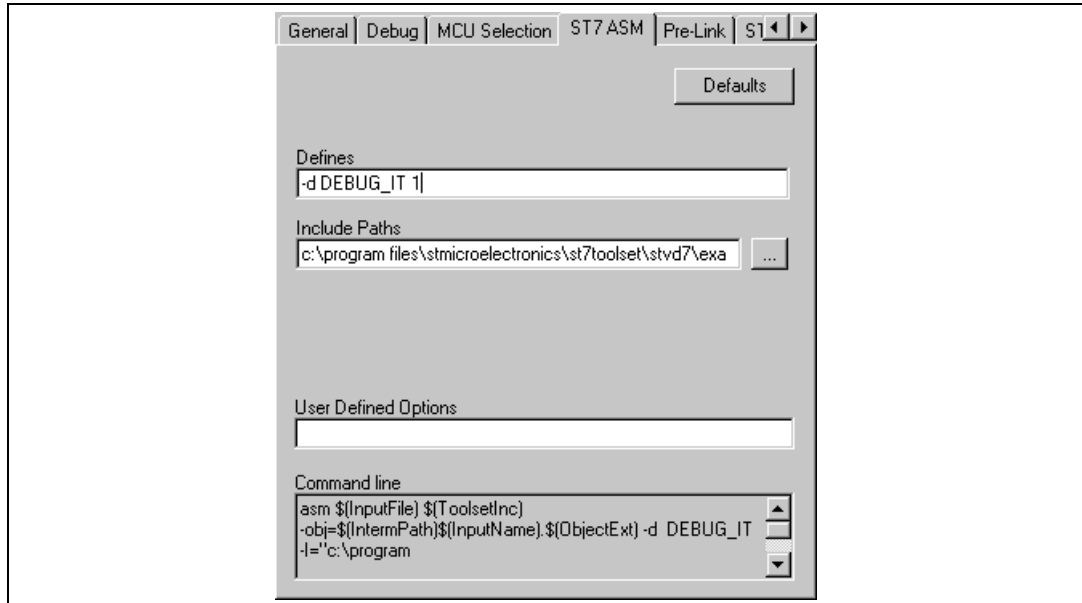 General Debug MCU Selection ST7 ASM Pre-Link ST
Defaults
Defines
-d DEBUG_IT 1
Include Paths
c:\program files\stmicroelectronics\st7toolset\stvd7\exa ...
User Defined Options
Command line
asm $(InputFile) $(ToolsetInc)
-obj=$(IntermPath)$(InputName).$(ObjectExt) -d DEBUG_IT
-I="c:\program